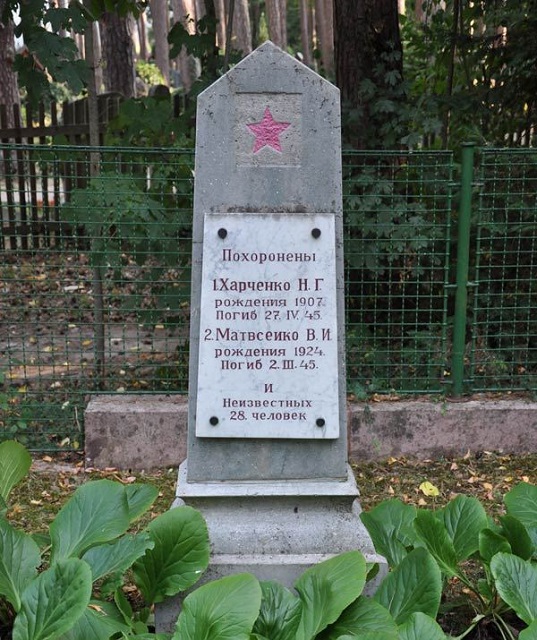 Похоронены
1.Харченко Н.Г.
рождения 1907.
Погиб 27. IV. 45.
2.Матвсейко В.И.
рождения 1924.
Погиб 2. III. 45.
и
Неизвестных
28. человек